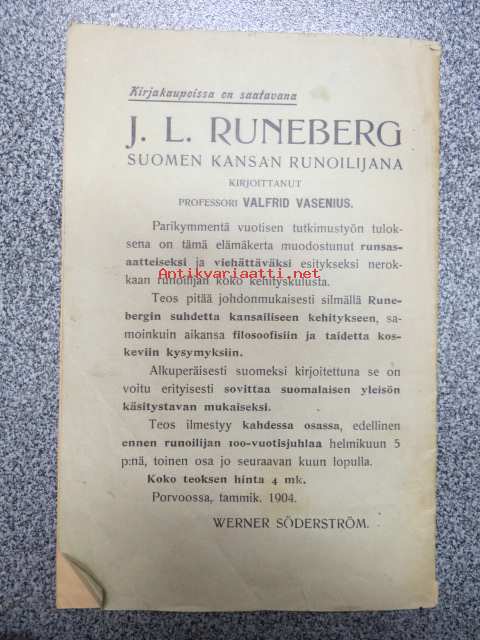 Kirjakaupoissa on saatavana
J. L. RUNEBERG
SUOMEN KANSAN RUNOILIJANA
KIRJOITTANUT
PROFESSORI VALFRID VASENIUS.
Parikymmentä vuotisen tutkimustyön tulok-
sena on tämä elämäkerta muodostunut runsas-
aatteiseksi ja viehättäväksi esitykseksi nerok-
Antikvariaatti.net
kaan runoilijan koko kehityskulusta.
Teos pitää johdonmukaisesti silmällä Rune-
bergin suhdetta kansailiseen kehitykseen, sa-
moinkuin aikansa filosoofisiin ja taidetta kos-
keviin kysymyksiin.
Alkuperäisesti suomeksi kirjoitettuna se on
voitu erityisesti sovittaa suomalaisen yleisön
käsitystavan mukaiseksi.
Teos ilmestyy kahdessa osassa, edellinen
ennen runoilijan 100-vuotisjuhlaa helmikuun 5
p:nä, toinen osa jo seuraavan kuun lopulla.
Koko teoksen hinta 4 mk.
Porvoossa, tammik. 1904.
WERNER SÖDERSTRÖM.